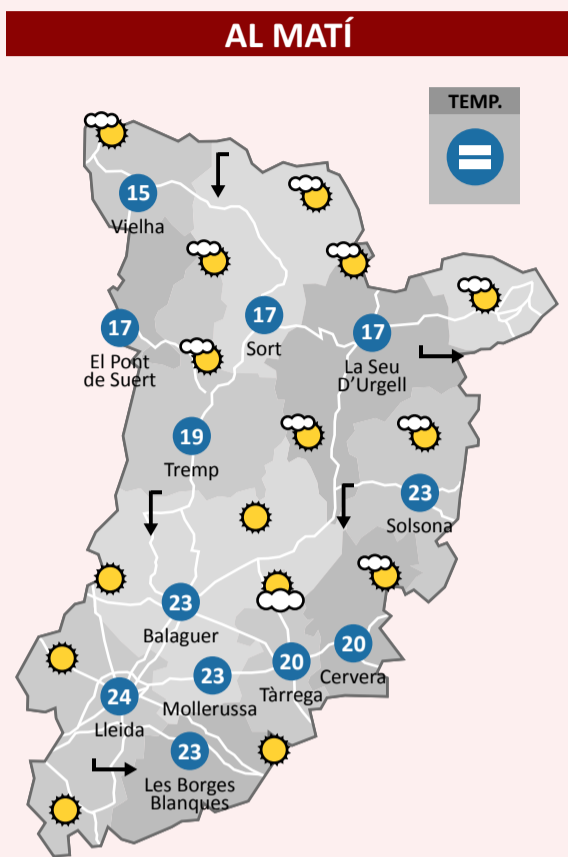 AL MATÍ
TEMP.
15
Vielha
17
El Pont
de Suert
17
Sort
17
La Seu
D'Urgell
19
Tremp
23
Solsona
23
Balaguer
20
Cervera
20
Tàrrega
23
Mollerussa
24
Lleida
23
Les Borges
Blanques